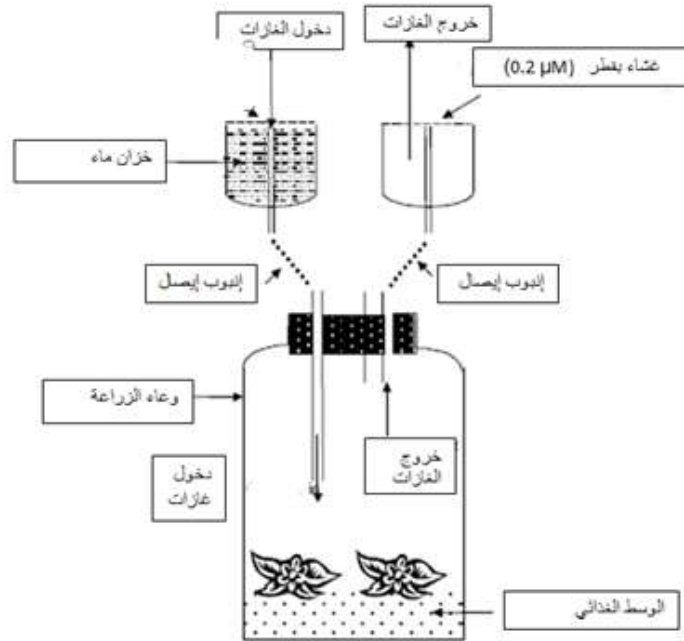 دخول الغازات
خروج الغازات
غشاء بقطر (0.2 µM)
خزان ماء
إنبوب إيصال
إنبوب إيصال
وعاء الزراعة
دخول
غازات
خروج
الغازات
الوسط الغذائي